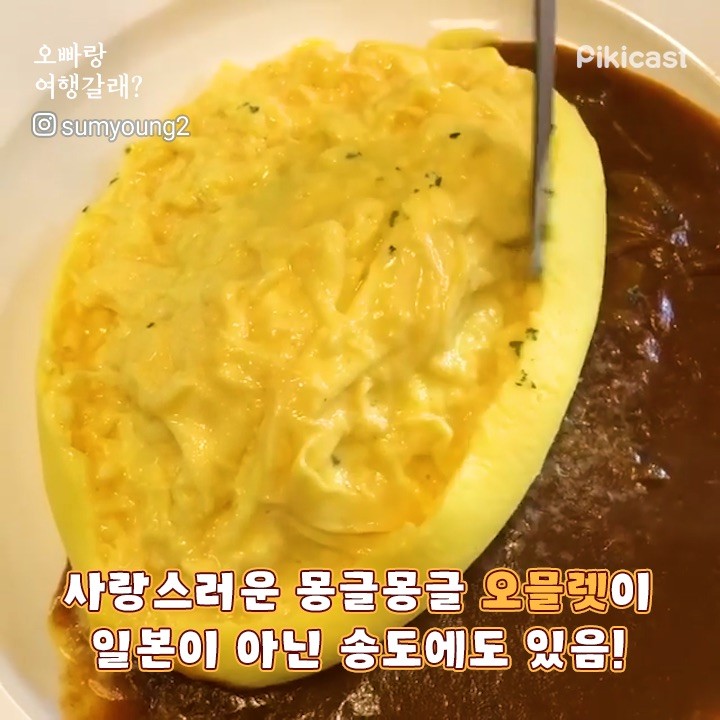 오빠랑
여행갈래?
sumyoung2
Pikicast
사랑스러운 몽글몽글 오믈렛이
일본이 아닌 송도에도 있음!